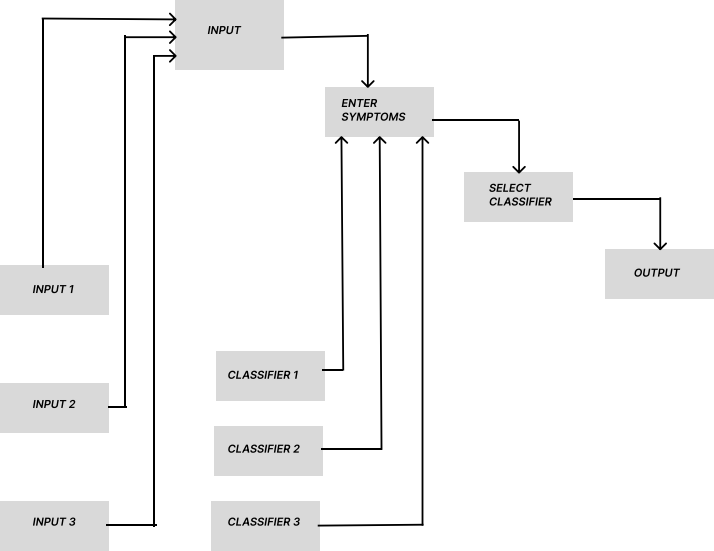 INPUT
ENTER
SYMPTOMS
SELECT
CLASSIFIER
OUTPUT
INPUT 1
INPUT 2
INPUT 3
CLASSIFIER 1
CLASSIFIER 2
CLASSIFIER 3